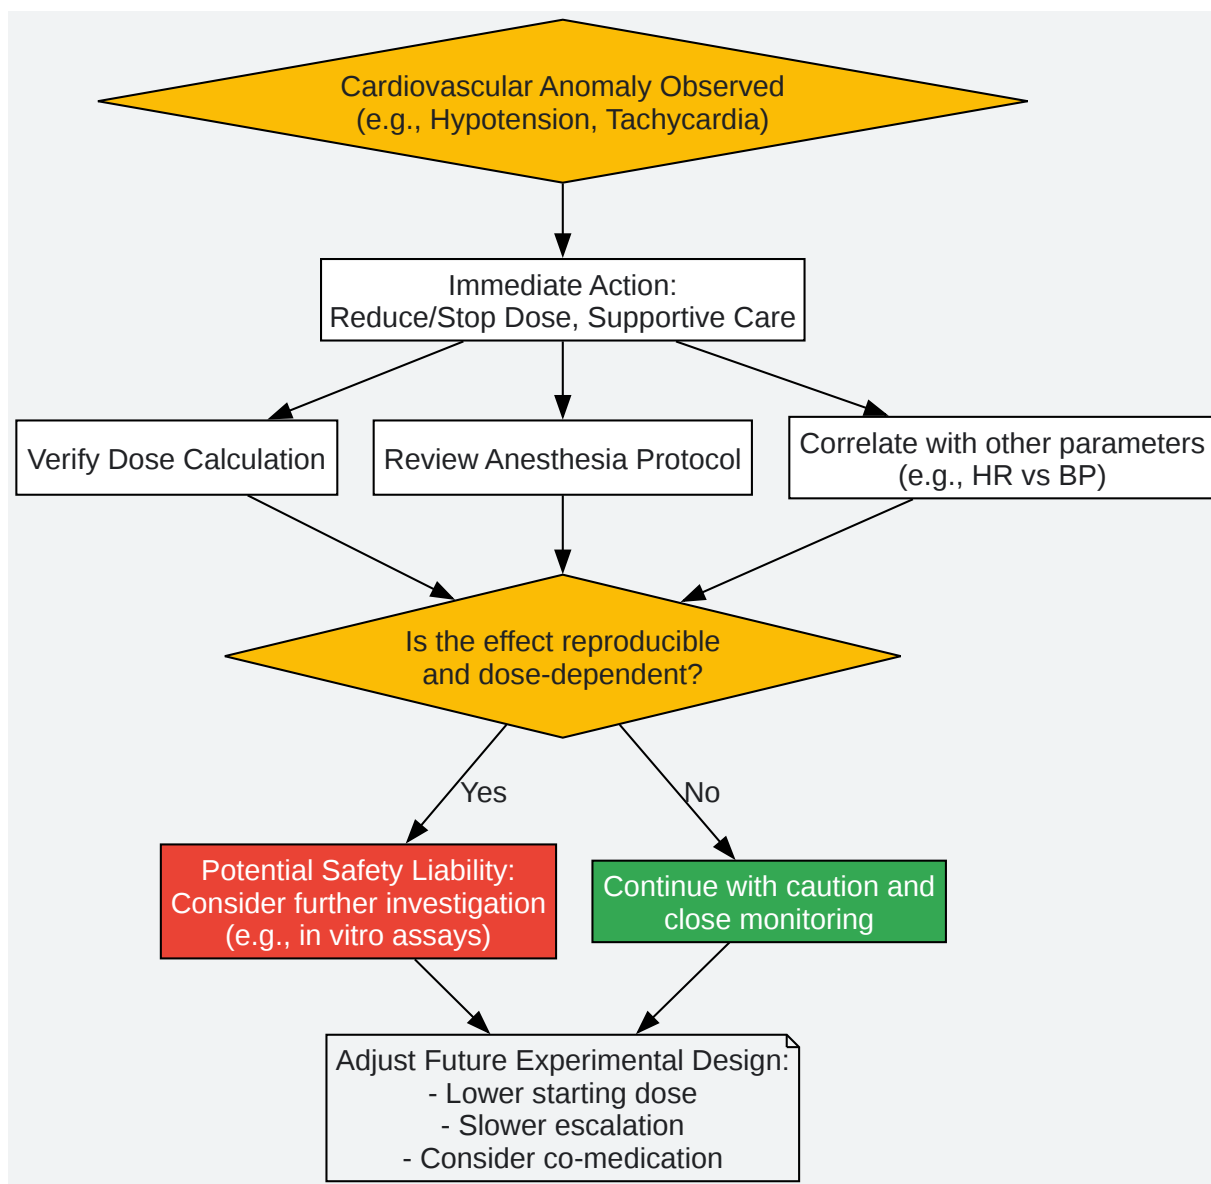 Cardiovascular Anomaly Observed
(e.g., Hypotension, Tachycardia)
Immediate Action:
Reduce/Stop Dose, Supportive Care
Verify Dose Calculation
Review Anesthesia Protocol
Correlate with other parameters
(e.g., HR vs BP)
Is the effect reproducible
and dose-dependent?
Yes
No
Potential Safety Liability:
Consider further investigation
(e.g., in vitro assays)
Continue with caution and
close monitoring
Adjust Future Experimental Design:
- Lower starting dose
- Slower escalation
- Consider co-medication